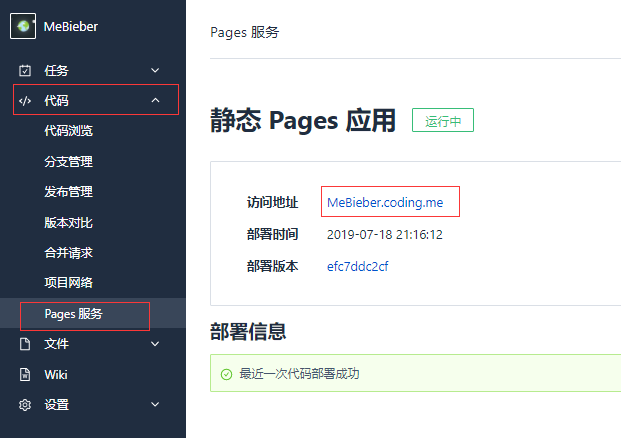 MeBieber
任务
代码
代码浏览
分支管理
发布管理
版本对比
合并请求
项目网络
Pages 服务
文件
Wiki
设置
Pages 服务
静态 Pages 应用 运行中
访问地址 MeBieber.coding.me
部署时间 2019-07-18 21:16:12
部署版本 efc7ddc2cf
部署信息
最近一次代码部署成功